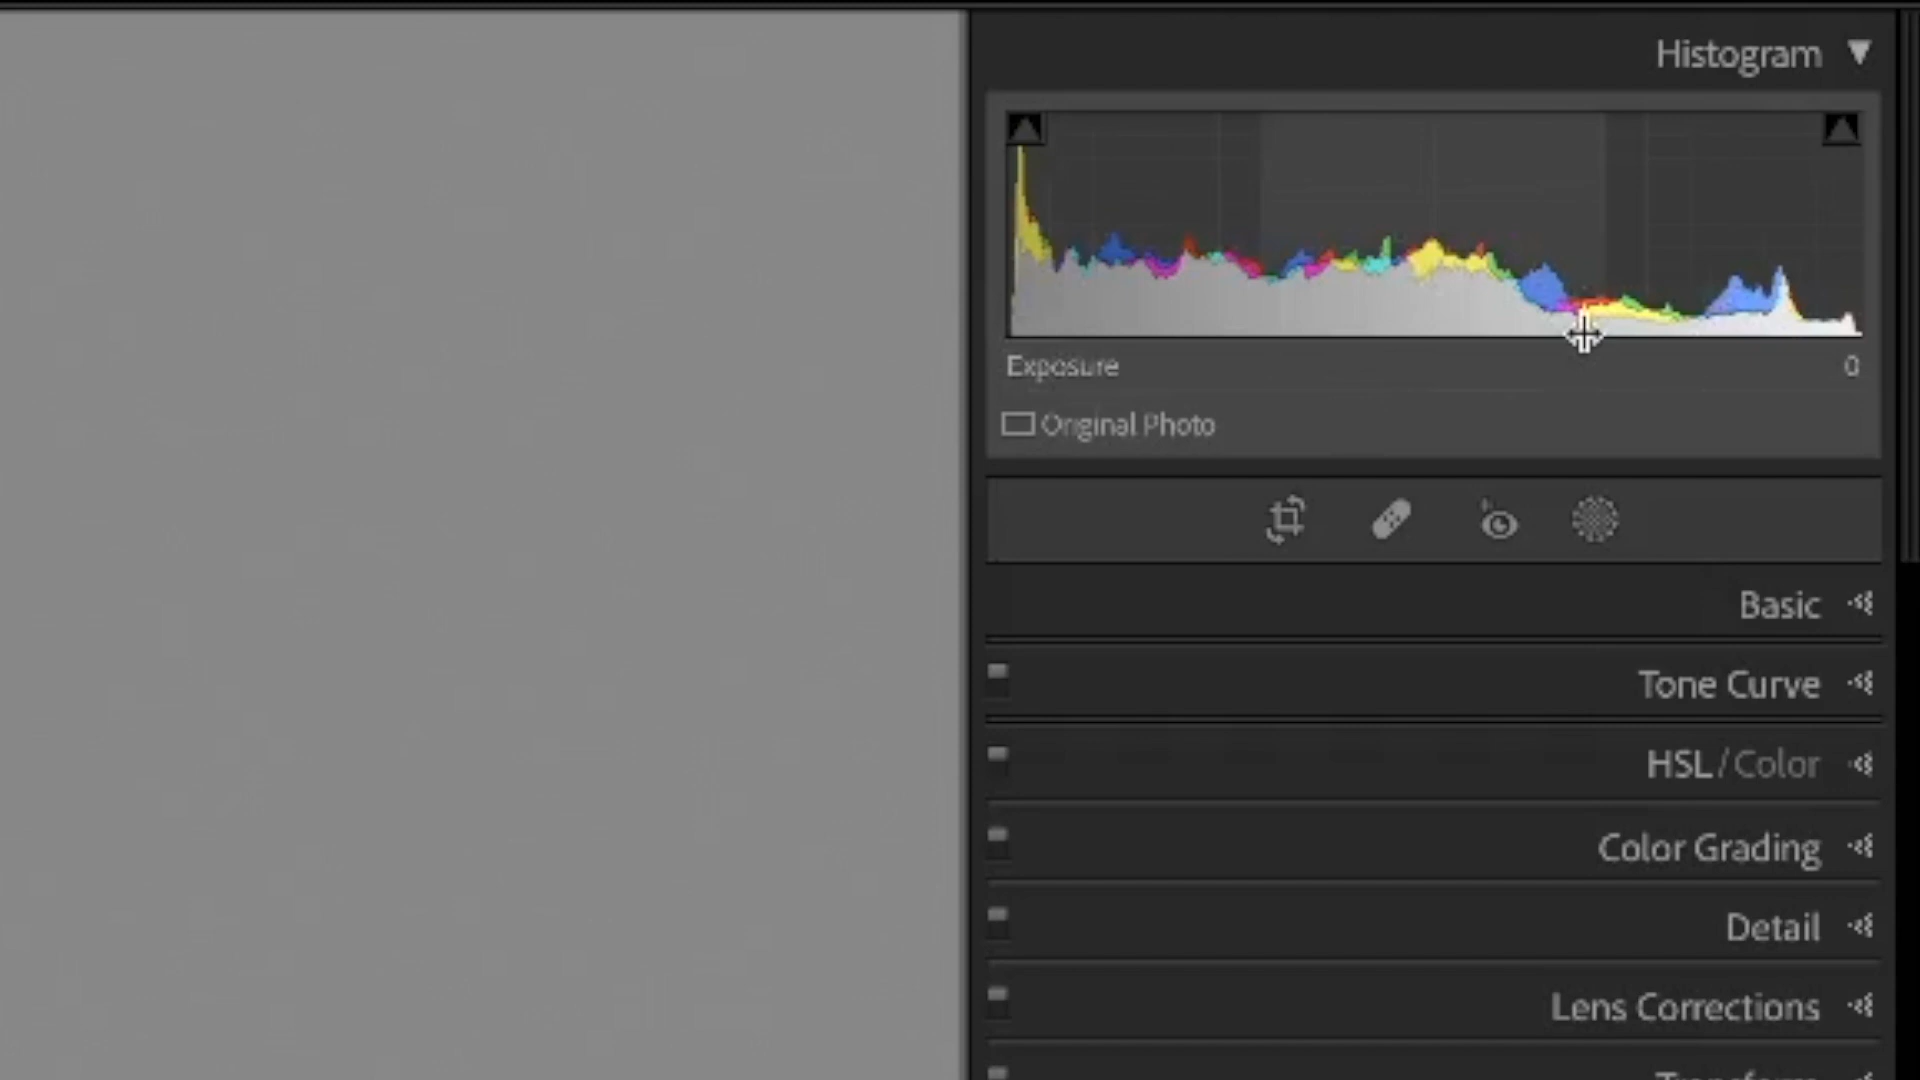 Histogram
Exposure 0
Original Photo
Basic
Tone Curve
HSL / Color
Color Grading
Detail
Lens Corrections